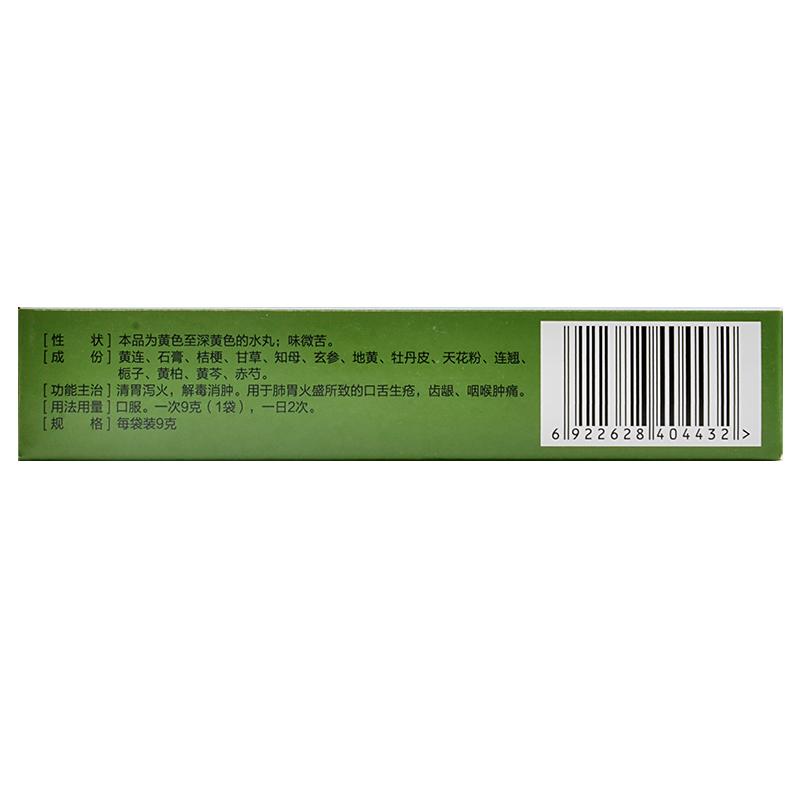 [性　　状] 本品为黄色至深黄色的水丸；味微苦。
[成　　份] 黄连、石膏、桔梗、甘草、知母、玄参、地黄、牡丹皮、天花粉、连翘、
栀子、黄柏、黄芩、赤芍。
[功能主治] 清胃泻火，解毒消肿。用于肺胃火盛所致的口舌生疮，齿龈、咽喉肿痛。
[用法用量] 口服。一次9克（1袋），一日2次。
[规　　格] 每袋装9克
6 922628 404432 >